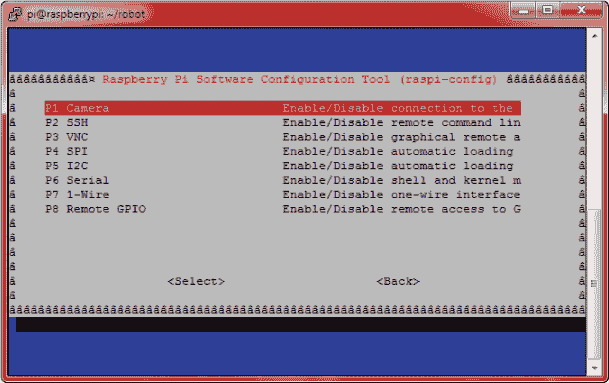 pi@raspberrypi: ~/robot
Raspberry Pi Software Configuration Tool (raspi-config)
P1 Camera Enable/Disable connection to the
P2 SSH Enable/Disable remote command lin
P3 VNC Enable/Disable graphical remote a
P4 SPI Enable/Disable automatic loading
P5 I2C Enable/Disable automatic loading
P6 Serial Enable/Disable shell and kernel m
P7 1-Wire Enable/Disable one-wire interface
P8 Remote GPIO Enable/Disable remote access to G
<Select> <Back>